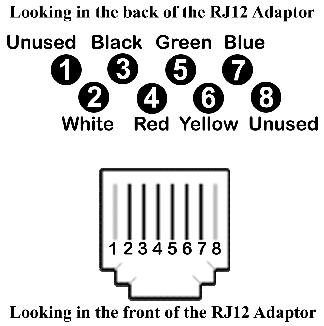 Looking in the back of the RJ12 Adaptor
Unused Black Green Blue
1 3 5 7
2 4 6 8
White Red Yellow Unused
1 2 3 4 5 6 7 8
Looking in the front of the RJ12 Adaptor